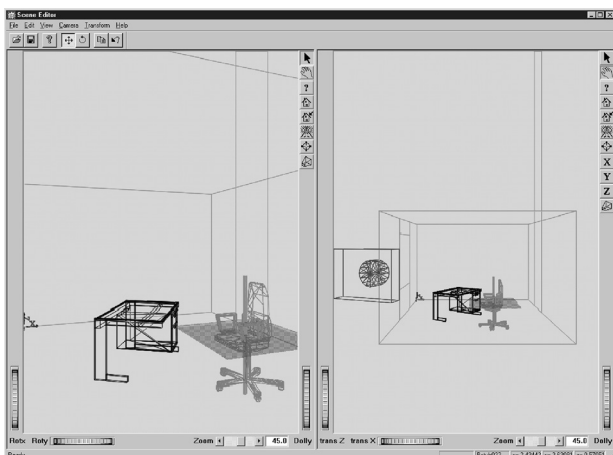 Scene Editor
File Edit View Camera Transform Help
?
?
X
Y
Z
Rotx Roty Zoom 45.0 Dolly
trans Z trans X Zoom 45.0 Dolly